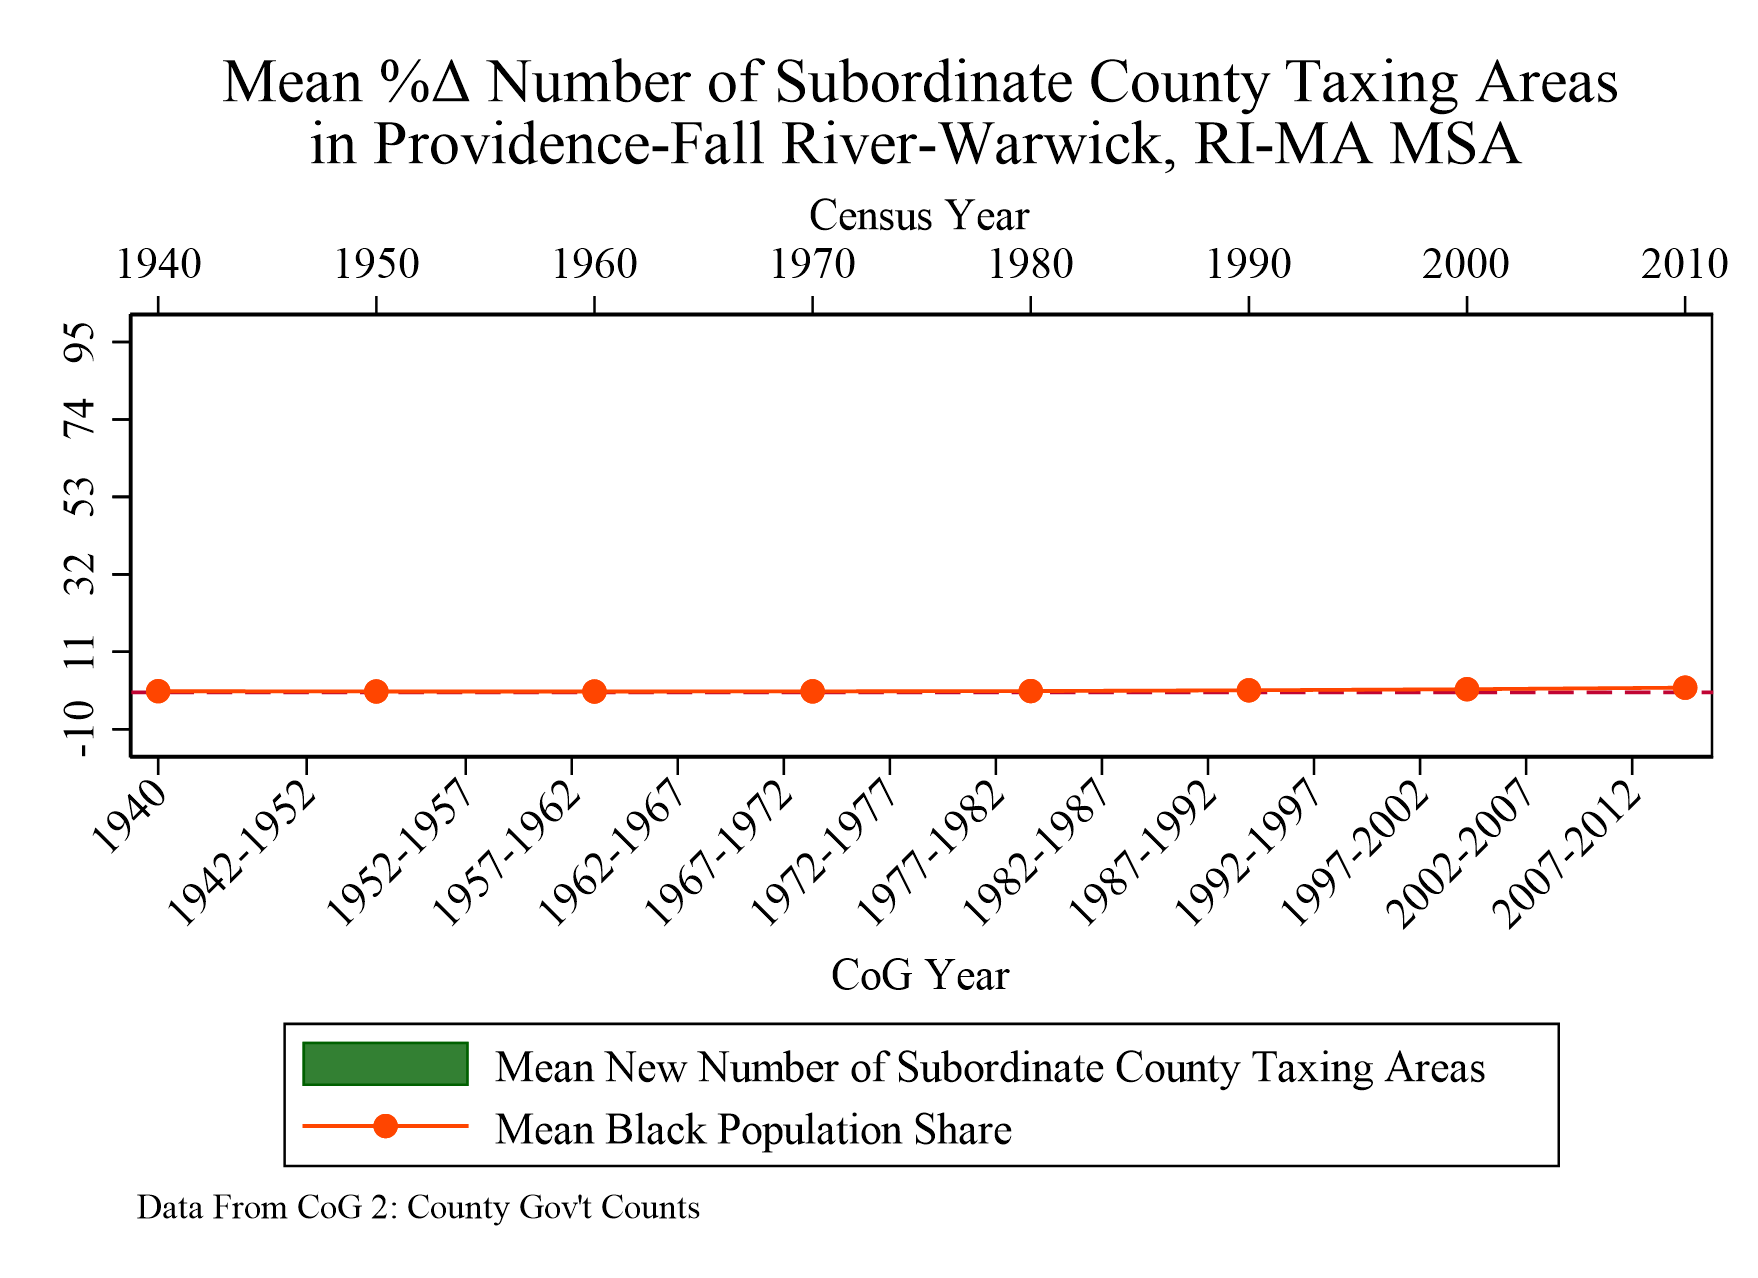 Mean %Δ Number of Subordinate County Taxing Areas
in Providence-Fall River-Warwick, RI-MA MSA
Census Year
1940 1950 1960 1970 1980 1990 2000 2010
95
74
53
32
11
-10
1940 1942-1952 1952-1957 1957-1962 1962-1967 1967-1972 1972-1977 1977-1982 1982-1987 1987-1992 1992-1997 1997-2002 2002-2007 2007-2012
CoG Year
Mean New Number of Subordinate County Taxing Areas
Mean Black Population Share
Data From CoG 2: County Gov't Counts